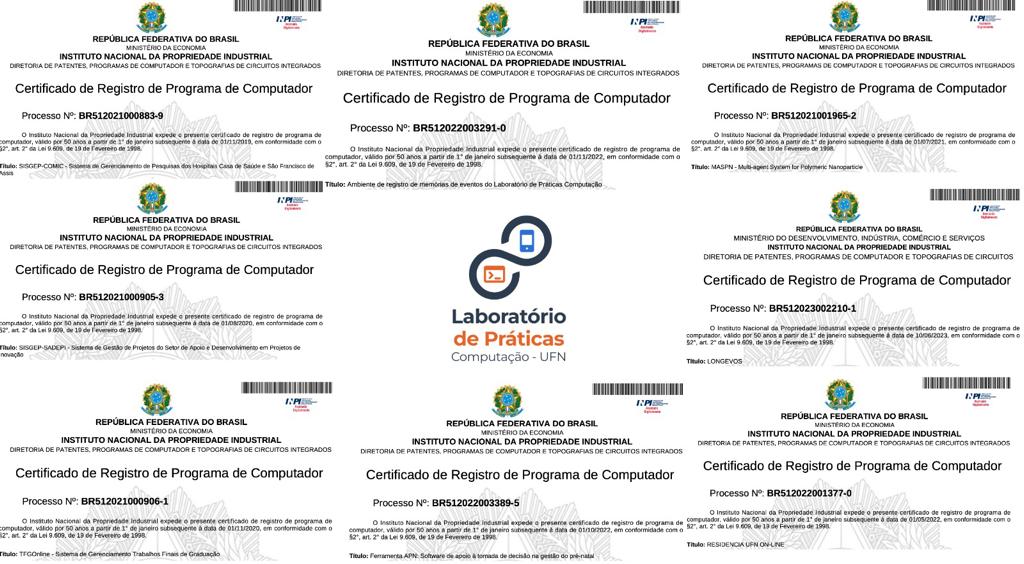 REPÚBLICA FEDERATIVA DO BRASIL
MINISTÉRIO DA ECONOMIA
INSTITUTO NACIONAL DA PROPRIEDADE INDUSTRIAL
DIRETORIA DE PATENTES, PROGRAMAS DE COMPUTADOR E TOPOGRAFIAS DE CIRCUITOS INTEGRADOS
Certificado de Registro de Programa de Computador
Processo Nº: BR512021000883-9
O Instituto Nacional da Propriedade Industrial expede o presente certificado de registro de programa de
computador, válido por 50 anos a partir de 1° de janeiro subsequente à data de 01/11/2019, em conformidade com o
§2°, art. 2° da Lei 9.609, de 19 de Fevereiro de 1998.
Título: SISGEP-COMIC - Sistema de Gerenciamento de Pesquisas dos Hospitais Casa de Saúde e São Francisco de
Assis
REPÚBLICA FEDERATIVA DO BRASIL
MINISTÉRIO DA ECONOMIA
INSTITUTO NACIONAL DA PROPRIEDADE INDUSTRIAL
DIRETORIA DE PATENTES, PROGRAMAS DE COMPUTADOR E TOPOGRAFIAS DE CIRCUITOS INTEGRADOS
Certificado de Registro de Programa de Computador
Processo Nº: BR512022003291-0
O Instituto Nacional da Propriedade Industrial expede o presente certificado de registro de programa de
computador, válido por 50 anos a partir de 1° de janeiro subsequente à data de 01/11/2022, em conformidade com o
§2°, art. 2° da Lei 9.609, de 19 de Fevereiro de 1998.
Título: Ambiente de registro de memórias de eventos do Laboratório de Práticas Computação
REPÚBLICA FEDERATIVA DO BRASIL
MINISTÉRIO DA ECONOMIA
INSTITUTO NACIONAL DA PROPRIEDADE INDUSTRIAL
DIRETORIA DE PATENTES, PROGRAMAS DE COMPUTADOR E TOPOGRAFIAS DE CIRCUITOS INTEGRADOS
Certificado de Registro de Programa de Computador
Processo Nº: BR512021001965-2
O Instituto Nacional da Propriedade Industrial expede o presente certificado de registro de programa de
computador, válido por 50 anos a partir de 1° de janeiro subsequente à data de 01/07/2021, em conformidade com o
§2°, art. 2° da Lei 9.609, de 19 de Fevereiro de 1998.
Título: MASPN - Multi-agent System for Polymeric Nanoparticle
REPÚBLICA FEDERATIVA DO BRASIL
MINISTÉRIO DA ECONOMIA
INSTITUTO NACIONAL DA PROPRIEDADE INDUSTRIAL
DIRETORIA DE PATENTES, PROGRAMAS DE COMPUTADOR E TOPOGRAFIAS DE CIRCUITOS INTEGRADOS
Certificado de Registro de Programa de Computador
Processo Nº: BR512021000905-3
O Instituto Nacional da Propriedade Industrial expede o presente certificado de registro de programa de
computador, válido por 50 anos a partir de 1° de janeiro subsequente à data de 01/08/2020, em conformidade com o
§2°, art. 2° da Lei 9.609, de 19 de Fevereiro de 1998.
Título: SISGEP-SADEPI - Sistema de Gestão de Projetos do Setor de Apoio e Desenvolvimento em Projetos de
Inovação
Laboratório
de Práticas
Computação - UFN
REPÚBLICA FEDERATIVA DO BRASIL
MINISTÉRIO DO DESENVOLVIMENTO, INDÚSTRIA, COMÉRCIO E SERVIÇOS
INSTITUTO NACIONAL DA PROPRIEDADE INDUSTRIAL
DIRETORIA DE PATENTES, PROGRAMAS DE COMPUTADOR E TOPOGRAFIAS DE CIRCUITOS
Certificado de Registro de Programa de Computador
Processo Nº: BR512023002210-1
O Instituto Nacional da Propriedade Industrial expede o presente certificado de registro de programa de
computador, válido por 50 anos a partir de 1° de janeiro subsequente à data de 10/06/2023, em conformidade com o
§2°, art. 2° da Lei 9.609, de 19 de Fevereiro de 1998.
Título: LONGEVOS
REPÚBLICA FEDERATIVA DO BRASIL
MINISTÉRIO DA ECONOMIA
INSTITUTO NACIONAL DA PROPRIEDADE INDUSTRIAL
DIRETORIA DE PATENTES, PROGRAMAS DE COMPUTADOR E TOPOGRAFIAS DE CIRCUITOS INTEGRADOS
Certificado de Registro de Programa de Computador
Processo Nº: BR512021000906-1
O Instituto Nacional da Propriedade Industrial expede o presente certificado de registro de programa de
computador, válido por 50 anos a partir de 1° de janeiro subsequente à data de 01/11/2020, em conformidade com o
§2°, art. 2° da Lei 9.609, de 19 de Fevereiro de 1998.
Título: TFGOnline - Sistema de Gerenciamento Trabalhos Finais de Graduação
REPÚBLICA FEDERATIVA DO BRASIL
MINISTÉRIO DA ECONOMIA
INSTITUTO NACIONAL DA PROPRIEDADE INDUSTRIAL
DIRETORIA DE PATENTES, PROGRAMAS DE COMPUTADOR E TOPOGRAFIAS DE CIRCUITOS INTEGRADOS
Certificado de Registro de Programa de Computador
Processo Nº: BR512022003389-5
O Instituto Nacional da Propriedade Industrial expede o presente certificado de registro de programa de
computador, válido por 50 anos a partir de 1° de janeiro subsequente à data de 01/10/2022, em conformidade com o
§2°, art. 2° da Lei 9.609, de 19 de Fevereiro de 1998.
Título: Ferramenta APN: Software de apoio à tomada de decisão na gestão do pré-natal
REPÚBLICA FEDERATIVA DO BRASIL
MINISTÉRIO DA ECONOMIA
INSTITUTO NACIONAL DA PROPRIEDADE INDUSTRIAL
DIRETORIA DE PATENTES, PROGRAMAS DE COMPUTADOR E TOPOGRAFIAS DE CIRCUITOS INTEGRADOS
Certificado de Registro de Programa de Computador
Processo Nº: BR512022001377-0
O Instituto Nacional da Propriedade Industrial expede o presente certificado de registro de programa de
computador, válido por 50 anos a partir de 1° de janeiro subsequente à data de 01/05/2022, em conformidade com o
§2°, art. 2° da Lei 9.609, de 19 de Fevereiro de 1998.
Título: RESIDENCIA UFN ON-LINE